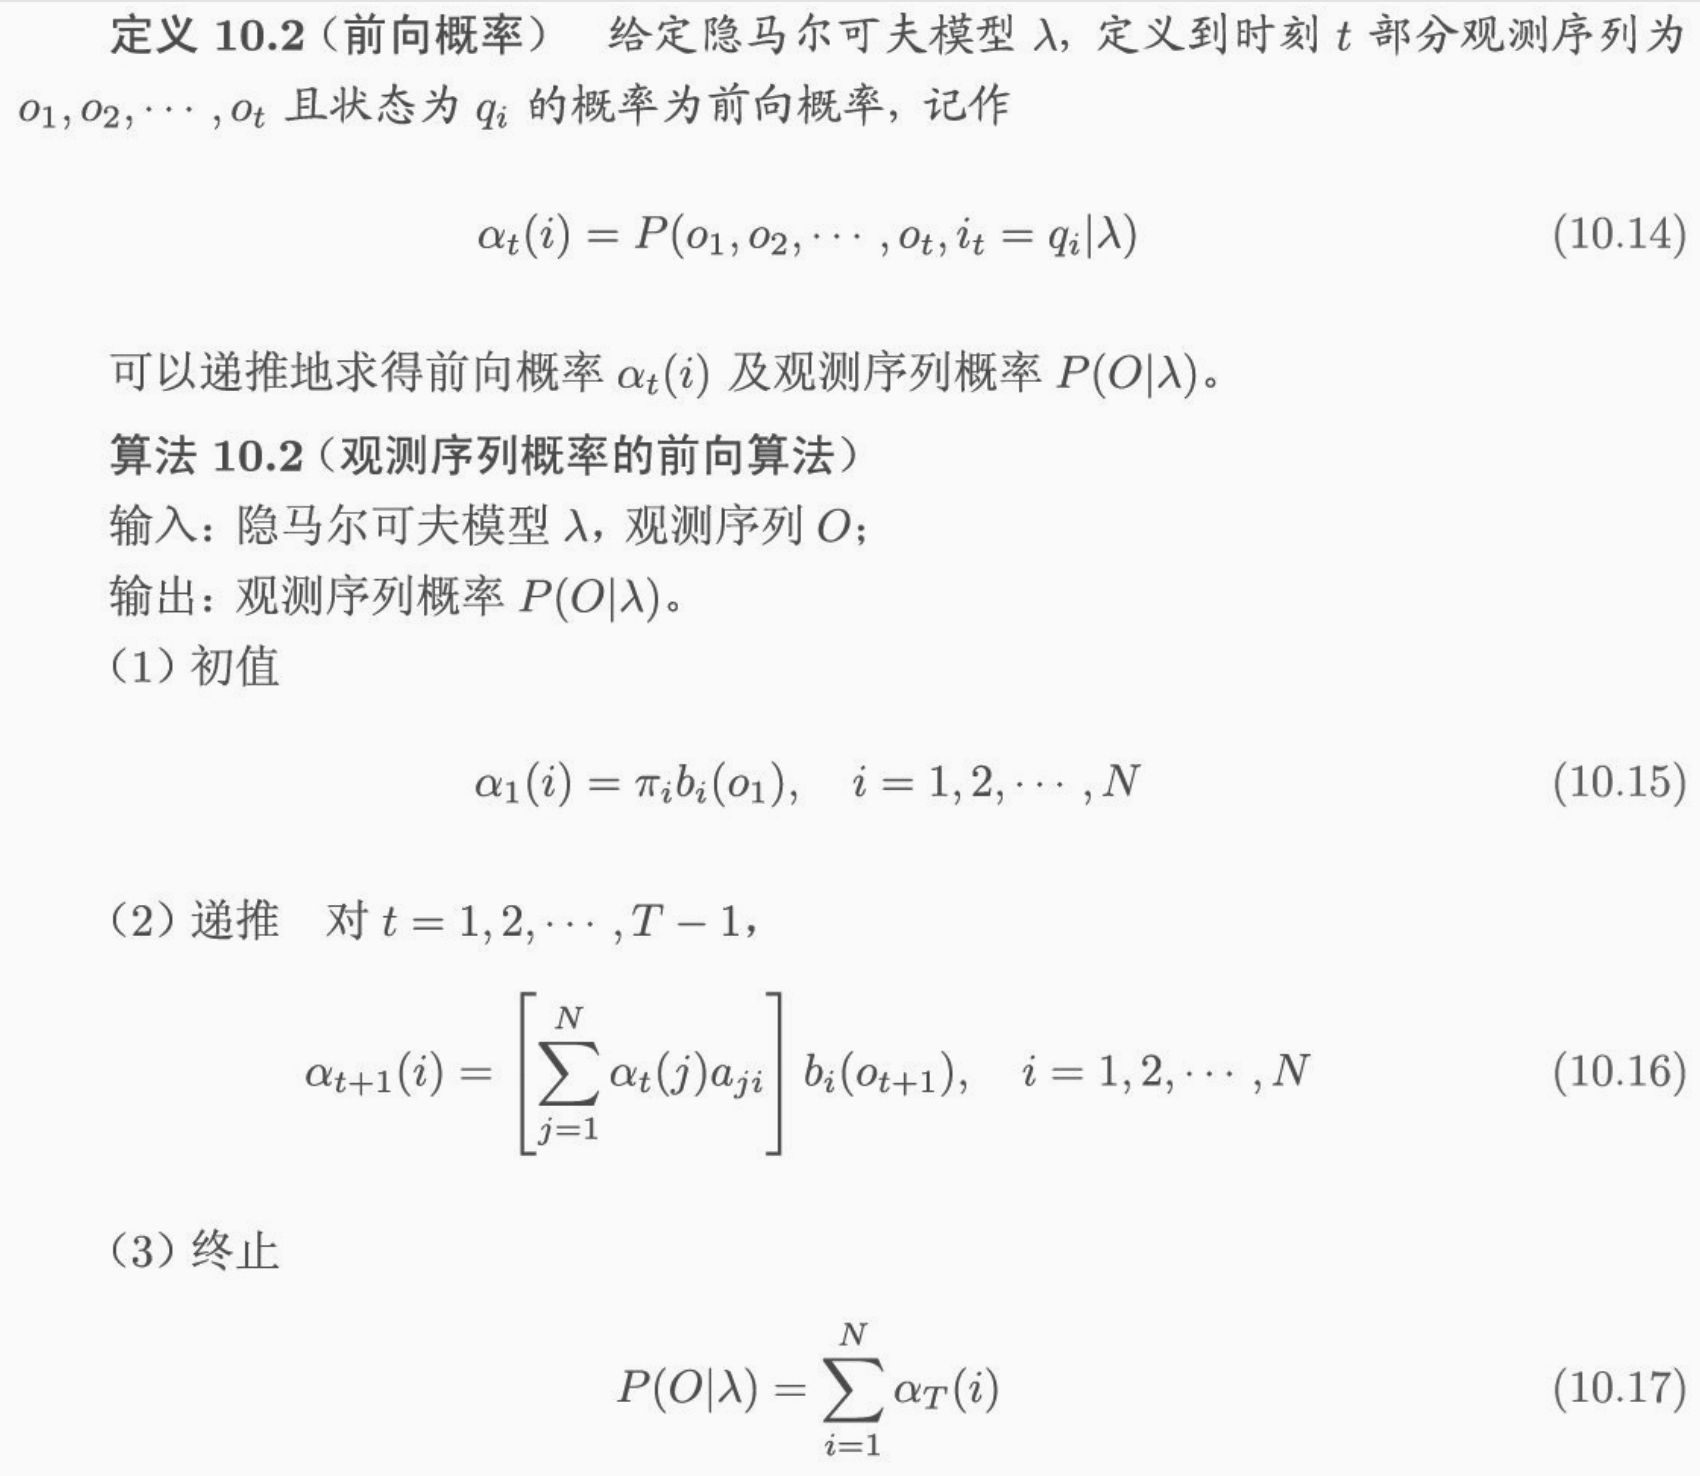 定义 10.2（前向概率） 给定隐马尔可夫模型 λ, 定义到时刻 t 部分观测序列为
o₁, o₂, ⋯ , oₜ 且状态为 qᵢ 的概率为前向概率, 记作
αₜ(i) = P(o₁, o₂, ⋯ , oₜ, iₜ = qᵢ|λ) (10.14)
可以递推地求得前向概率 αₜ(i) 及观测序列概率 P(O|λ)。
算法 10.2（观测序列概率的前向算法）
输入：隐马尔可夫模型 λ，观测序列 O；
输出：观测序列概率 P(O|λ)。
（1）初值
α₁(i) = πᵢbᵢ(o₁), i = 1, 2, ⋯ , N (10.15)
（2）递推 对 t = 1, 2, ⋯ , T − 1，
αₜ₊₁(i) = [∑_{j=1}^{N} αₜ(j)aⱼᵢ] bᵢ(oₜ₊₁), i = 1, 2, ⋯ , N (10.16)
（3）终止
P(O|λ) = ∑_{i=1}^{N} α_T(i) (10.17)